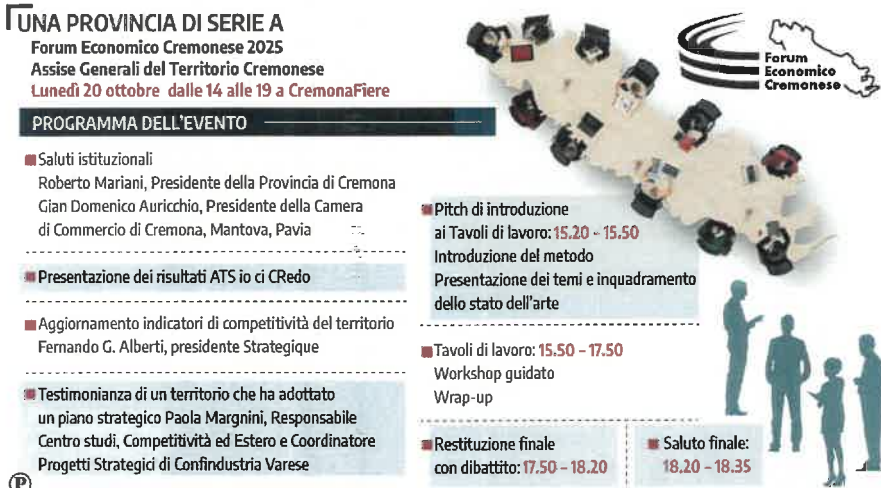 UNA PROVINCIA DI SERIE A
Forum Economico Cremonese 2025
Assise Generali del Territorio Cremonese
Lunedì 20 ottobre dalle 14 alle 19 a CremonaFiere
Forum
Economico
Cremonese
PROGRAMMA DELL'EVENTO
Saluti istituzionali
Roberto Mariani, Presidente della Provincia di Cremona
Gian Domenico Auricchio, Presidente della Camera
di Commercio di Cremona, Mantova, Pavia
Presentazione dei risultati ATS io ci CRedo
Aggiornamento indicatori di competitività del territorio
Fernando G. Alberti, presidente Strategique
Testimonianza di un territorio che ha adottato
un piano strategico Paola Margnini, Responsabile
Centro studi, Competitività ed Estero e Coordinatore
Progetti Strategici di Confindustria Varese
Pitch di introduzione
ai Tavoli di lavoro: 15.20 - 15.50
Introduzione del metodo
Presentazione dei temi e inquadramento
dello stato dell'arte
Tavoli di lavoro: 15.50 - 17.50
Workshop guidato
Wrap-up
Restituzione finale
con dibattito: 17.50 - 18.20
Saluto finale:
18.20 - 18.35
P